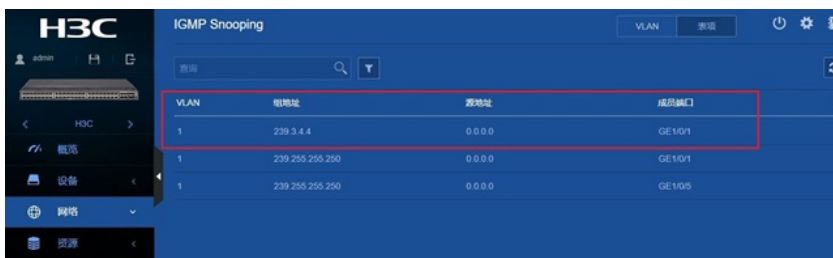 H3C
IGMP Snooping
VLAN 表项
admin
查询
VLAN 组地址 源地址 成员端口
H3C
1 239.3.4.4 0.0.0.0 GE1/0/1
概览
1 239.255.255.250 0.0.0.0 GE1/0/1
设备
1 239.255.255.250 0.0.0.0 GE1/0/5
网络
资源